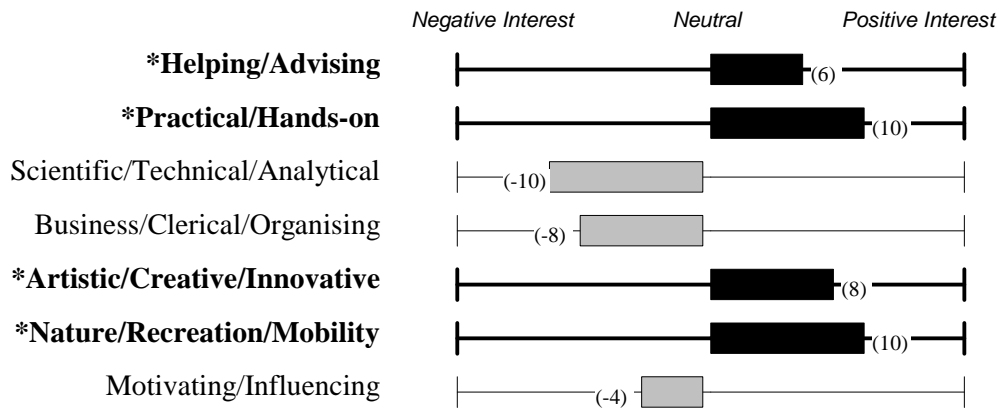 Negative Interest Neutral Positive Interest
*Helping/Advising (6)
*Practical/Hands-on (10)
Scientific/Technical/Analytical (-10)
Business/Clerical/Organising (-8)
*Artistic/Creative/Innovative (8)
*Nature/Recreation/Mobility (10)
Motivating/Influencing (-4)